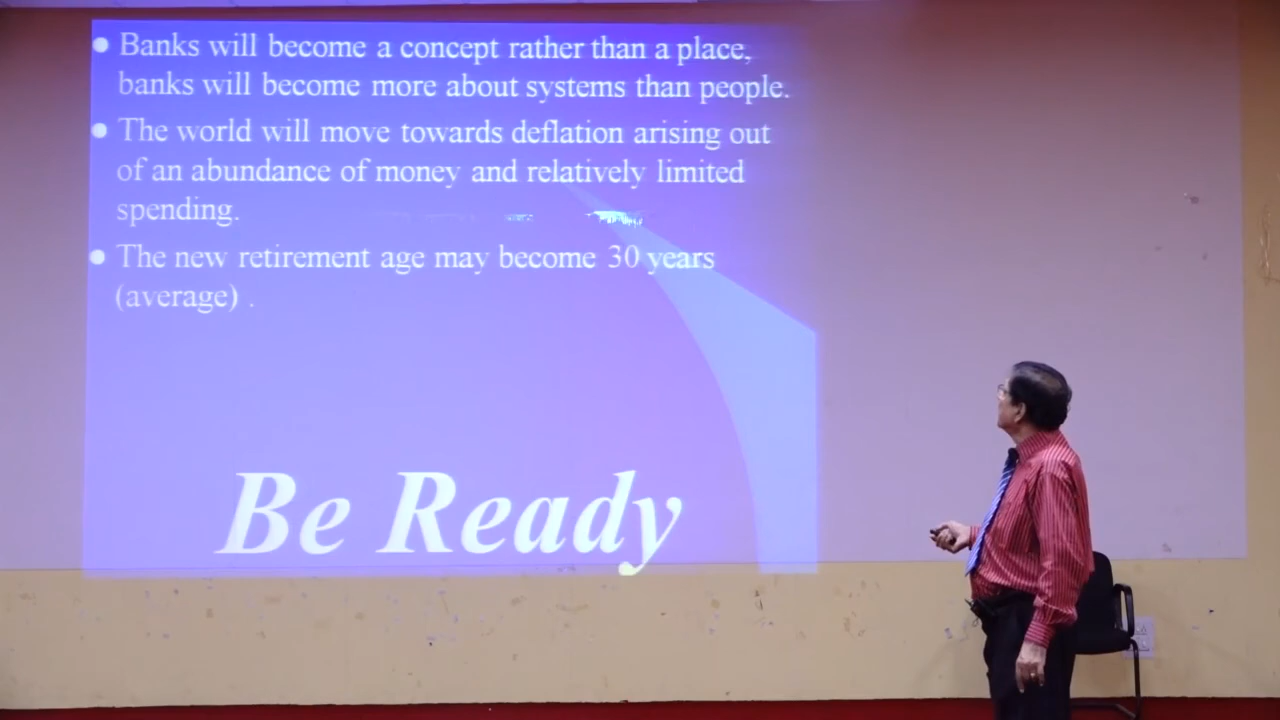 Banks will become a concept rather than a place,
banks will become more about systems than people.
The world will move towards deflation arising out
of an abundance of money and relatively limited
spending.
The new retirement age may become 30 years
(average) .
Be Ready